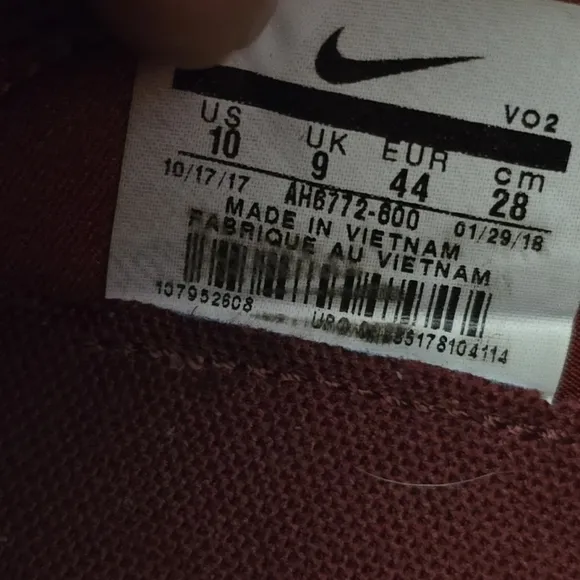 VO2
US UK EUR cm
10 9 44 28
10/17/17 AH6772-600 01/29/18
MADE IN VIETNAM
FABRIQUE AU VIETNAM
107952608 55178104114